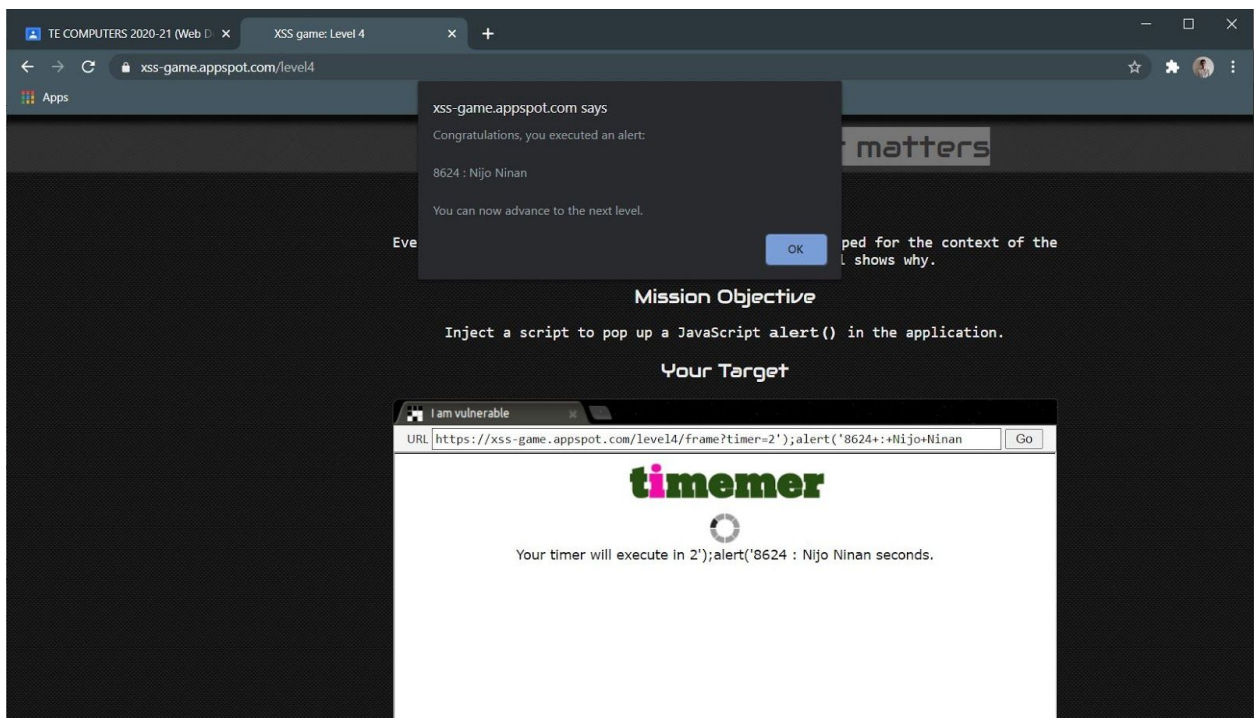 TE COMPUTERS 2020-21 (Web D
XSS game: Level 4
xss-game.appspot.com/level4
Apps
xss-game.appspot.com says
Congratulations, you executed an alert:
8624 : Nijo Ninan
You can now advance to the next level.
OK
matters
Eve
ped for the context of the
shows why.
Mission Objective
Inject a script to pop up a JavaScript alert() in the application.
Your Target
I am vulnerable
URL https://xss-game.appspot.com/level4/frame?timer=2');alert('8624+:+Nijo+Ninan Go
timemer
Your timer will execute in 2');alert('8624 : Nijo Ninan seconds.